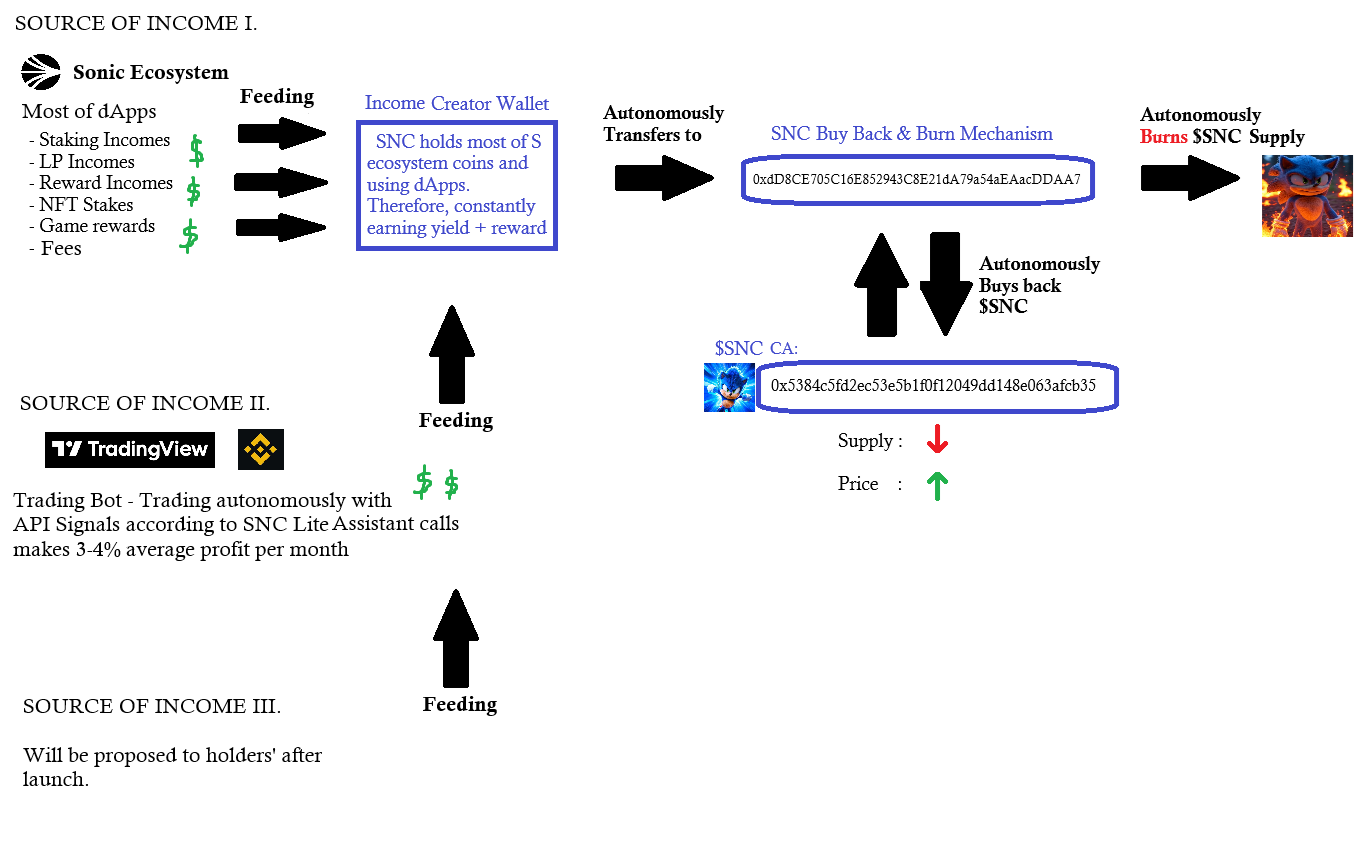 SOURCE OF INCOME I.
Sonic Ecosystem
Most of dApps
- Staking Incomes
- LP Incomes
- Reward Incomes
- NFT Stakes
- Game rewards
- Fees
$
$
$
Feeding
Income Creator Wallet
SNC holds most of S
ecosystem coins and
using dApps.
Therefore, constantly
earning yield + reward
Autonomously
Transfers to
SNC Buy Back & Burn Mechanism
0xdD8CE705C16E852943C8E21dA79a54aEAacDDAA7
Autonomously
Burns $SNC Supply
Autonomously
Buys back
$SNC
$SNC CA:
0x5384c5fd2ec53e5b1f0f12049dd148e063afcb35
Supply :
Price :
Feeding
$ $
SOURCE OF INCOME II.
TradingView
Trading Bot - Trading autonomously with
API Signals according to SNC Lite Assistant calls
makes 3-4% average profit per month
Feeding
SOURCE OF INCOME III.
Will be proposed to holders' after
launch.